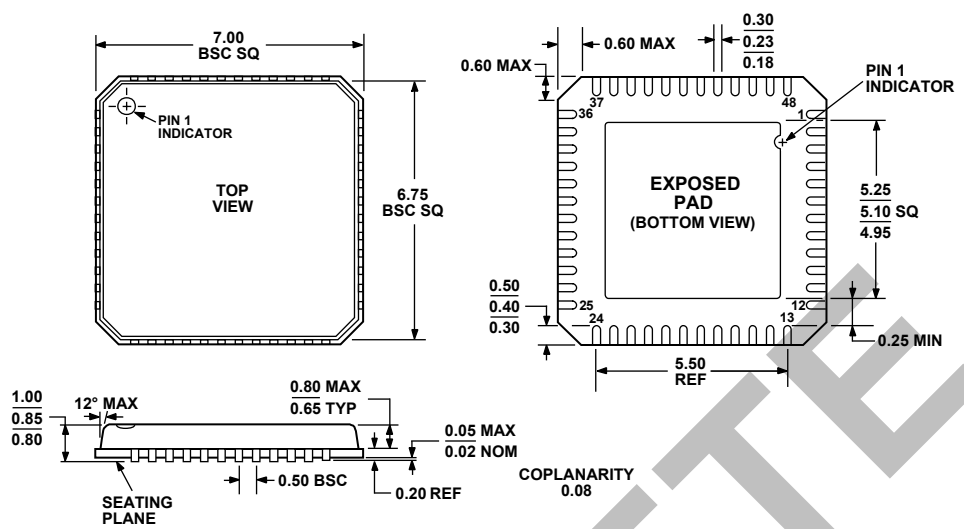 7.00
BSC SQ
PIN 1
INDICATOR
TOP
VIEW
6.75
BSC SQ
0.60 MAX
0.60 MAX
0.30
0.23
0.18
PIN 1
INDICATOR
37
48
36
1
EXPOSED
PAD
(BOTTOM VIEW)
5.25
5.10 SQ
4.95
25
12
24
13
0.50
0.40
0.30
5.50
REF
0.25 MIN
1.00
0.85
0.80
12° MAX
0.80 MAX
0.65 TYP
0.05 MAX
0.02 NOM
0.50 BSC
0.20 REF
SEATING
PLANE
COPLANARITY
0.08
TE